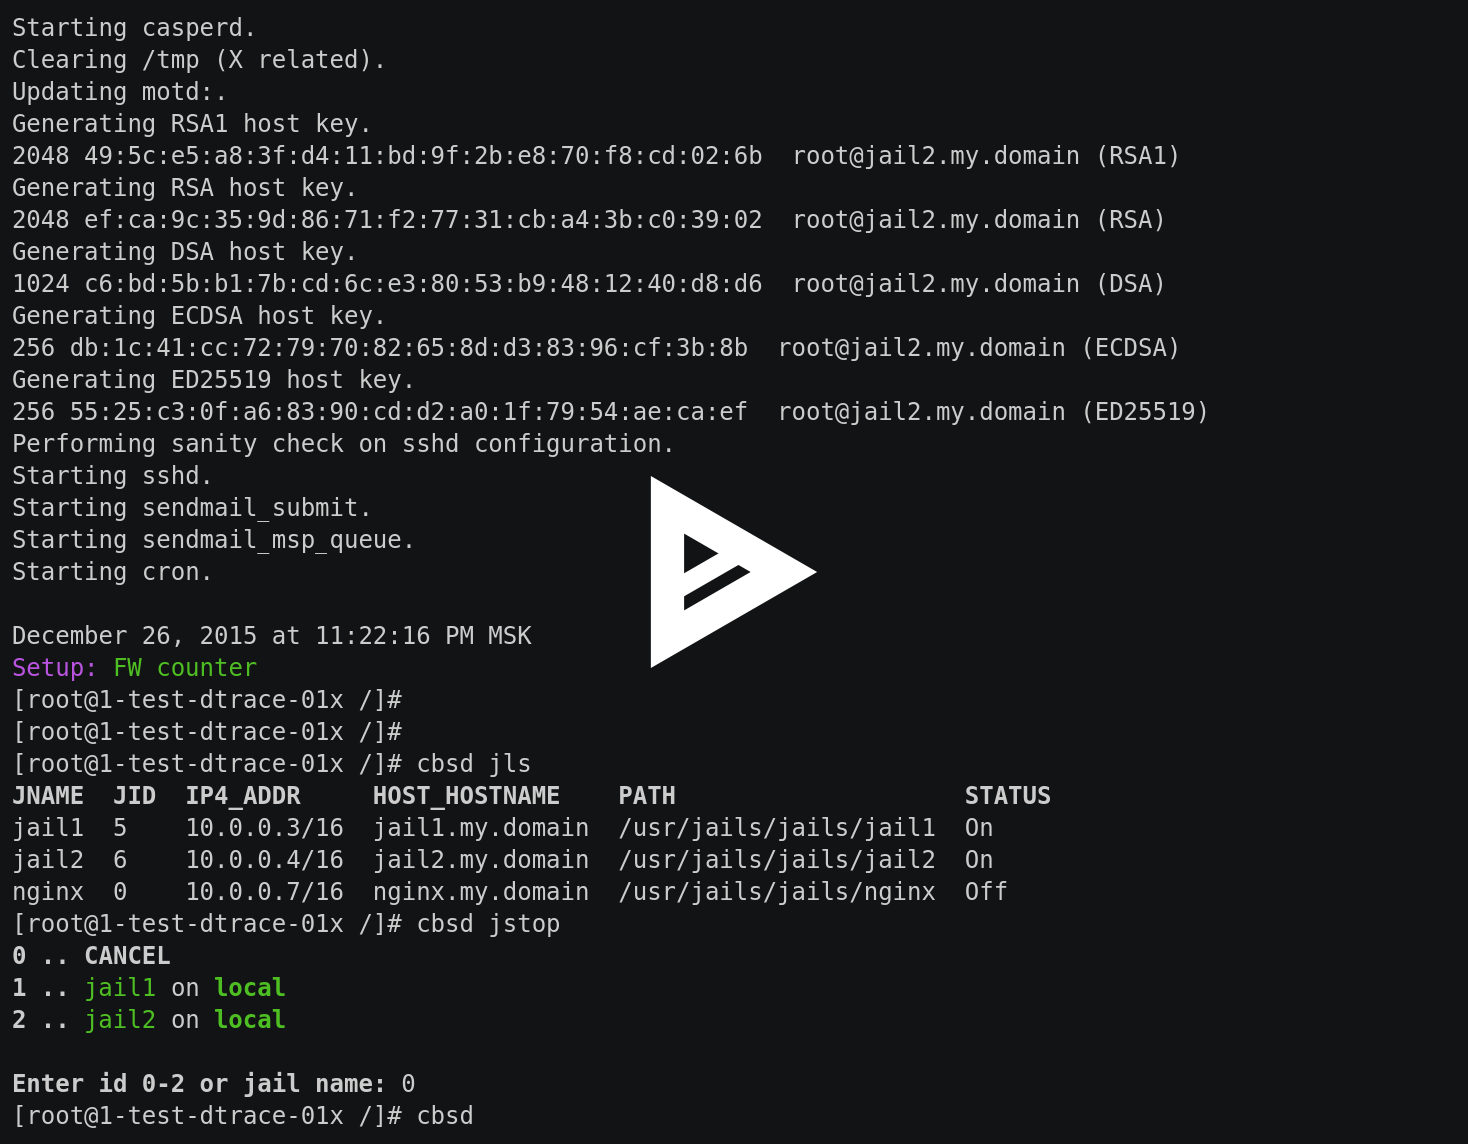 Starting casperd.
Clearing /tmp (X related).
Updating motd:.
Generating RSA1 host key.
2048 49:5c:e5:a8:3f:d4:11:bd:9f:2b:e8:70:f8:cd:02:6b  root@jail2.my.domain (RSA1)
Generating RSA host key.
2048 ef:ca:9c:35:9d:86:71:f2:77:31:cb:a4:3b:c0:39:02  root@jail2.my.domain (RSA)
Generating DSA host key.
1024 c6:bd:5b:b1:7b:cd:6c:e3:80:53:b9:48:12:40:d8:d6  root@jail2.my.domain (DSA)
Generating ECDSA host key.
256 db:1c:41:cc:72:79:70:82:65:8d:d3:83:96:cf:3b:8b  root@jail2.my.domain (ECDSA)
Generating ED25519 host key.
256 55:25:c3:0f:a6:83:90:cd:d2:a0:1f:79:54:ae:ca:ef  root@jail2.my.domain (ED25519)
Performing sanity check on sshd configuration.
Starting sshd.
Starting sendmail_submit.
Starting sendmail_msp_queue.
Starting cron.
December 26, 2015 at 11:22:16 PM MSK
Setup: FW counter
[root@1-test-dtrace-01x /]#
[root@1-test-dtrace-01x /]#
[root@1-test-dtrace-01x /]# cbsd jls
JNAME  JID  IP4_ADDR     HOST_HOSTNAME    PATH                    STATUS
jail1  5    10.0.0.3/16  jail1.my.domain  /usr/jails/jails/jail1  On
jail2  6    10.0.0.4/16  jail2.my.domain  /usr/jails/jails/jail2  On
nginx  0    10.0.0.7/16  nginx.my.domain  /usr/jails/jails/nginx  Off
[root@1-test-dtrace-01x /]# cbsd jstop
0 .. CANCEL
1 .. jail1 on local
2 .. jail2 on local
Enter id 0-2 or jail name: 0
[root@1-test-dtrace-01x /]# cbsd